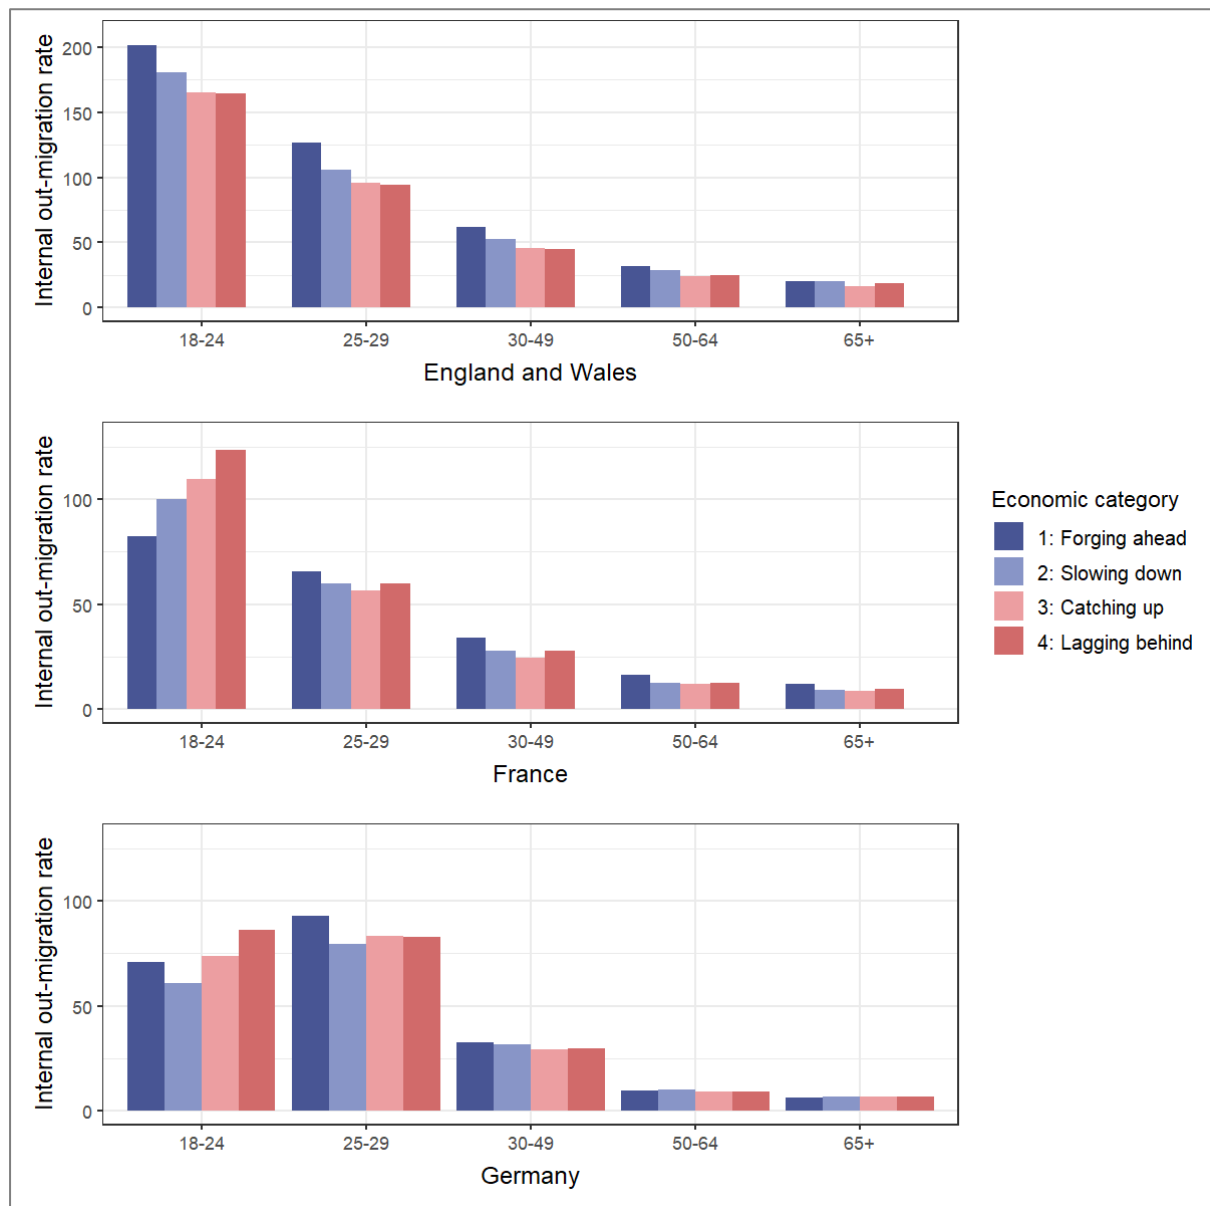 Internal out-migration rate
200
150
100
50
0
18-24 25-29 30-49 50-64 65+
England and Wales
Internal out-migration rate
100
50
0
18-24 25-29 30-49 50-64 65+
France
Economic category
1: Forging ahead
2: Slowing down
3: Catching up
4: Lagging behind
Internal out-migration rate
100
50
0
18-24 25-29 30-49 50-64 65+
Germany